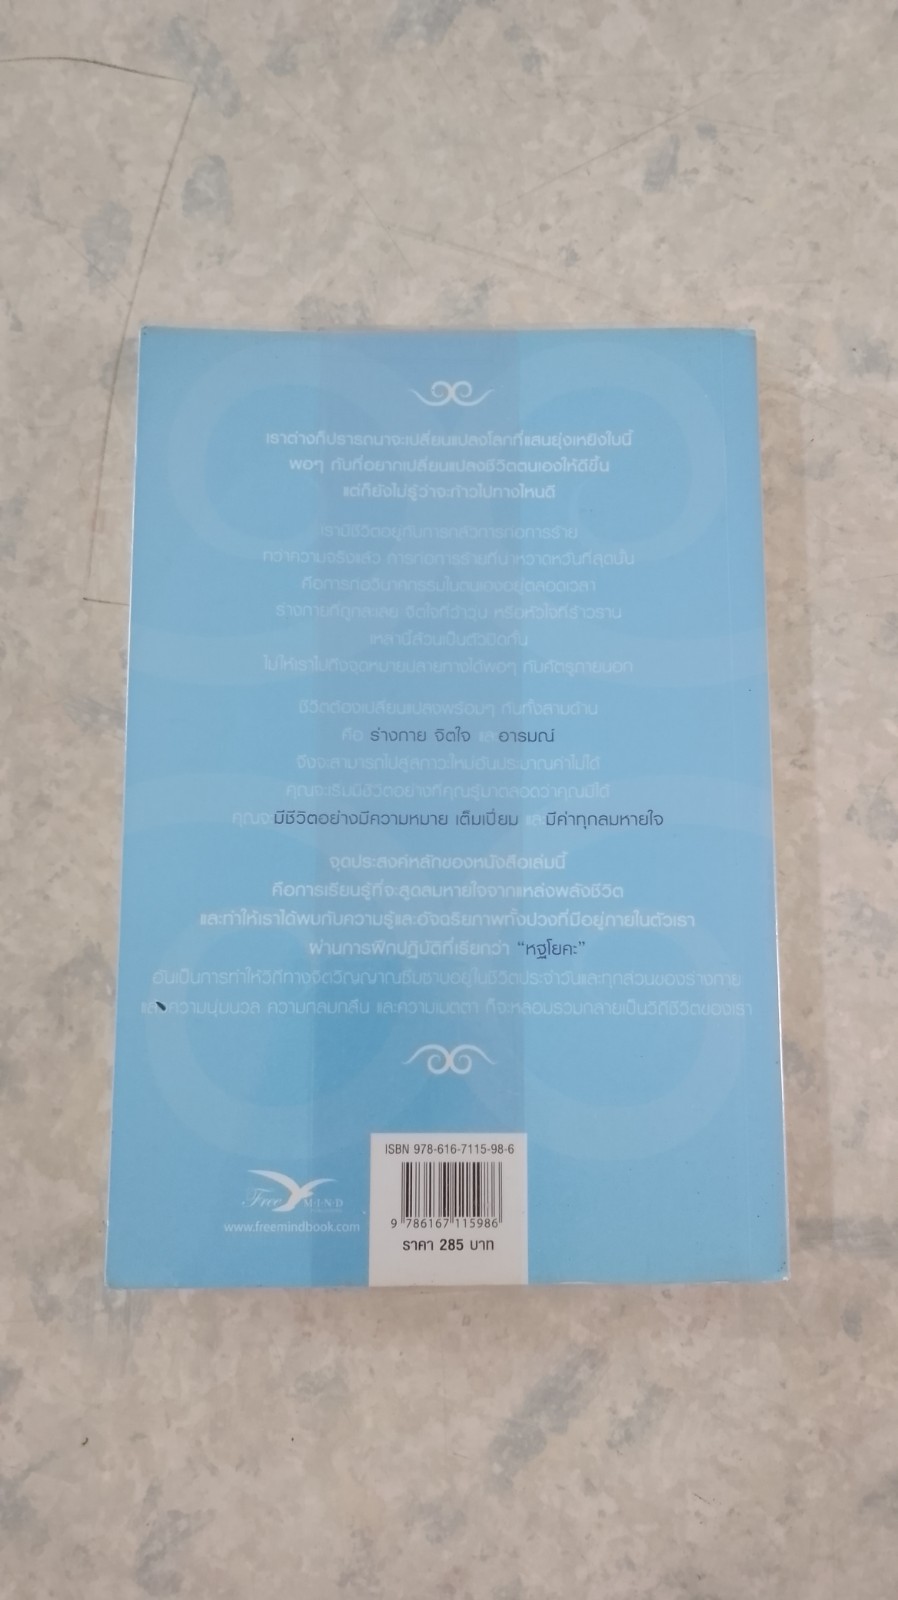 เราต่างก็ปรารถนาจะเปลี่ยนแปลงโลกที่แสนยุ่งเหยิงใบนี้
พอๆ กับที่อยากเปลี่ยนแปลงชีวิตตนเองให้ดีขึ้น
แต่ก็ยังไม่รู้ว่าจะก้าวไปทางไหนดี
เรามีชีวิตอยู่กับการกลัวการก่อการร้าย
ทว่าความจริงแล้ว การก่อการร้ายที่น่าหวาดหวั่นที่สุดนั้น
คือการก่อวินาศกรรมในตนเองอยู่ตลอดเวลา
ร่างกายที่ถูกละเลย จิตใจที่ว้าวุ่น หรือหัวใจที่ร้าวราน
เหล่านี้ล้วนเป็นตัวปิดกั้น
ไม่ให้เราไปถึงจุดหมายปลายทางได้พอๆ กับศัตรูภายนอก
ชีวิตต้องเปลี่ยนแปลงพร้อมๆ กันทั้งสามด้าน
คือ ร่างกาย จิตใจ และอารมณ์
จึงจะสามารถไปสู่สภาวะใหม่อันประมาณค่าไม่ได้
คุณจะเริ่มมีชีวิตอย่างที่คุณรู้มาตลอดว่าคุณมีได้
คุณจะมีชีวิตอย่างมีความหมาย เต็มเปี่ยม และมีค่าทุกลมหายใจ
จุดประสงค์หลักของหนังสือเล่มนี้
คือการเรียนรู้ที่จะสูดลมหายใจจากแหล่งพลังชีวิต
และทำให้เราได้พบกับความรู้และอัจฉริยภาพทั้งปวงที่มีอยู่ภายในตัวเรา
ผ่านการฝึกปฏิบัติที่เรียกว่า “หฐโยคะ”
อันเป็นการทำให้วิถีทางจิตวิญญาณซึมซาบอยู่ในชีวิตประจำวันและทุกส่วนของร่างกาย
และความนุ่มนวล ความกลมกลืน และความเมตตา ก็จะหลอมรวมกลายเป็นวิถีชีวิตของเรา
ISBN 978-616-7115-98-6
9 786167 115986
ราคา 285 บาท
Free MIND
www.freemindbook.com